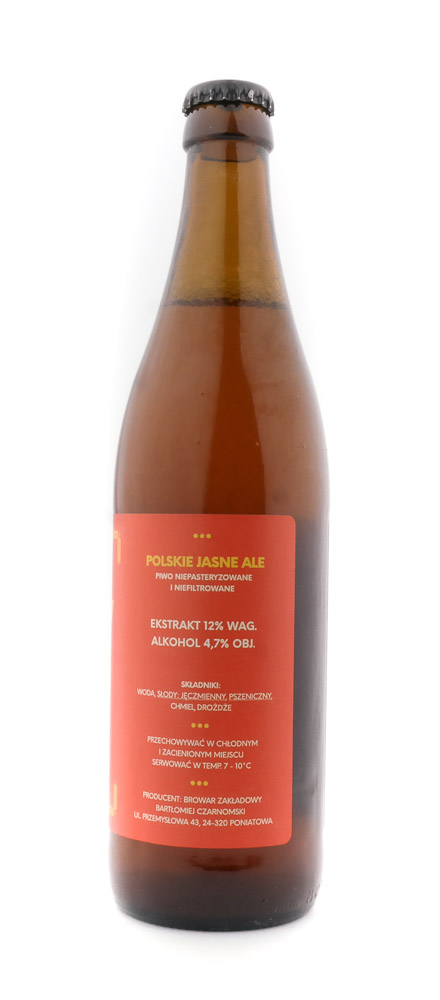 POLSKIE JASNE ALE
PIWO NIEPASTERYZOWANE
I NIEFILTROWANE
EKSTRAKT 12% WAG.
ALKOHOL 4,7% OBJ.
SKŁADNIKI:
WODA, SŁODY: JĘCZMIENNY, PSZENICZNY,
CHMIEL, DROŻDŻE
PRZECHOWYWAĆ W CHŁODNYM
I ZACIENIONYM MIEJSCU
SERWOWAĆ W TEMP. 7 - 10°C
PRODUCENT: BROWAR ZAKŁADOWY
BARTŁOMIEJ CZARNOMSKI
UL. PRZEMYSŁOWA 43, 24-320 PONIATOWA